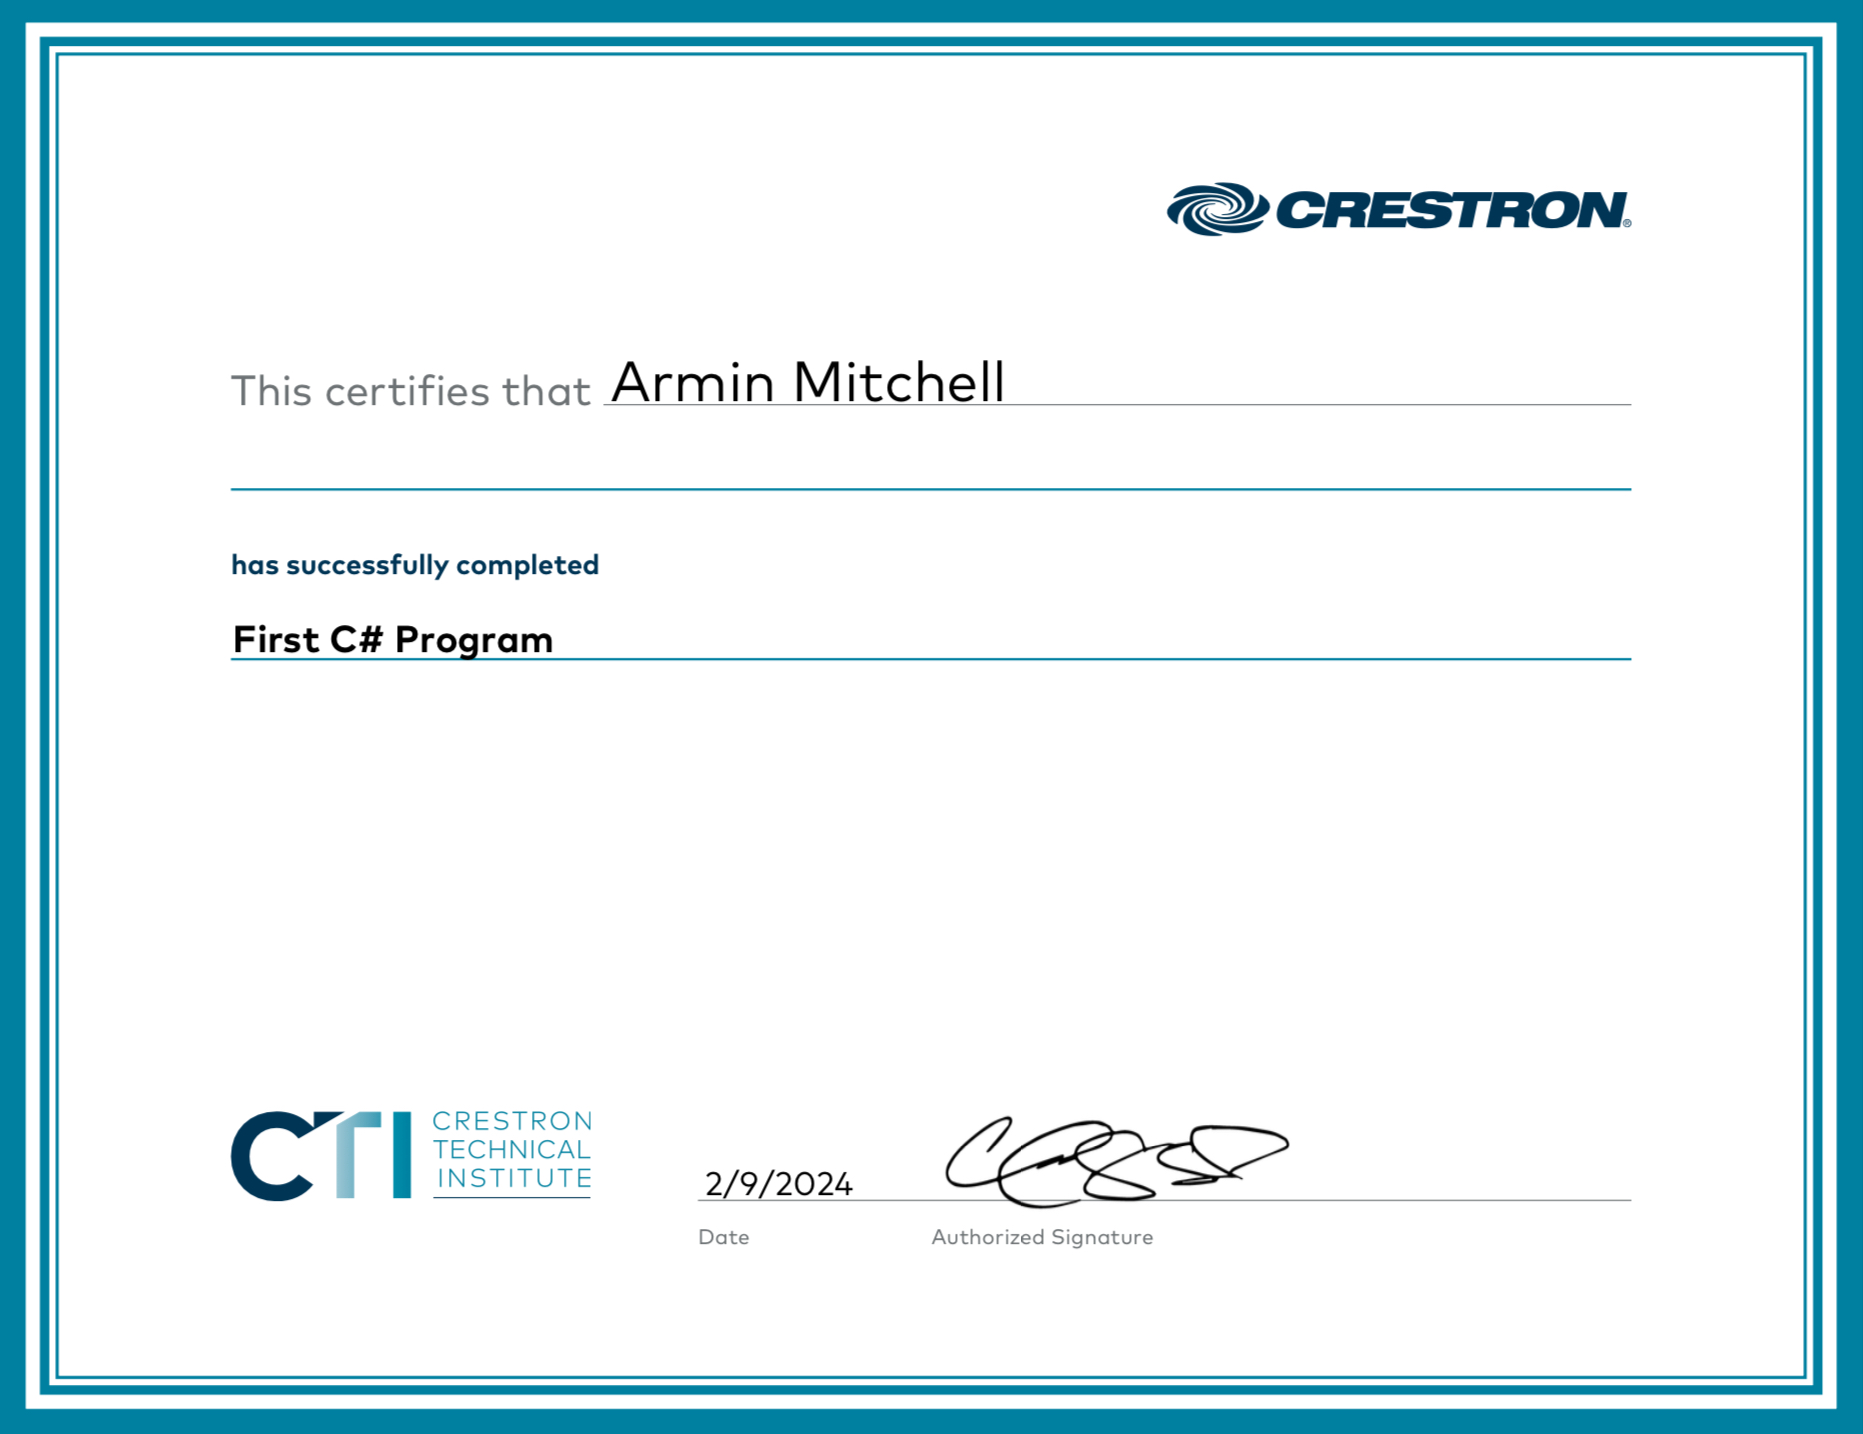 CRESTRON®
This certifies that Armin Mitchell
has successfully completed
First C# Program
CTI
CRESTRON
TECHNICAL
INSTITUTE
2/9/2024
Date Authorized Signature